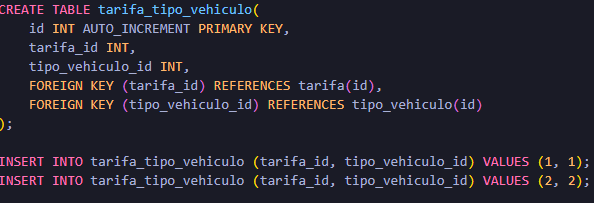 CREATE TABLE tarifa_tipo_vehiculo(
    id INT AUTO_INCREMENT PRIMARY KEY,
    tarifa_id INT,
    tipo_vehiculo_id INT,
    FOREIGN KEY (tarifa_id) REFERENCES tarifa(id),
    FOREIGN KEY (tipo_vehiculo_id) REFERENCES tipo_vehiculo(id)
);
INSERT INTO tarifa_tipo_vehiculo (tarifa_id, tipo_vehiculo_id) VALUES (1, 1);
INSERT INTO tarifa_tipo_vehiculo (tarifa_id, tipo_vehiculo_id) VALUES (2, 2);